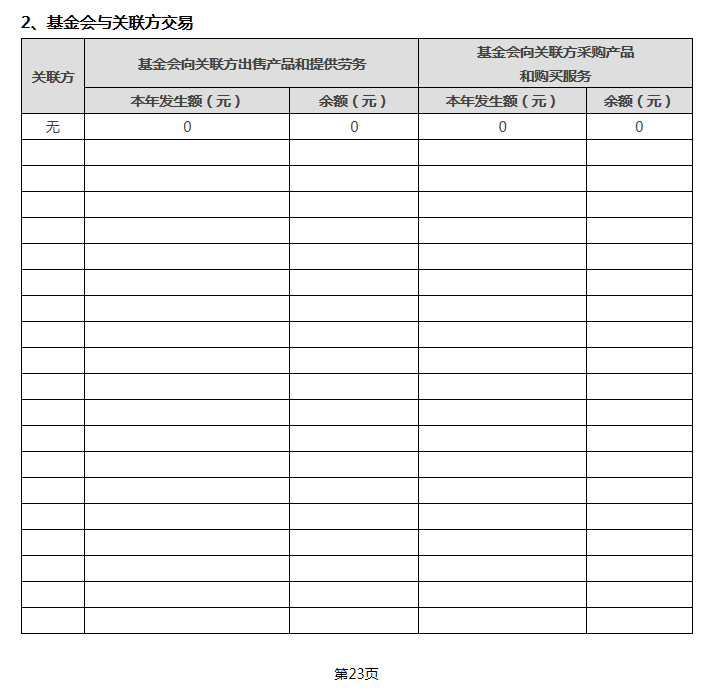 2、基金会与关联方交易
关联方
基金会向关联方出售产品和提供劳务
基金会向关联方采购产品
和购买服务
本年发生额（元） 余额（元） 本年发生额（元） 余额（元）
无 0 0 0 0
第23页